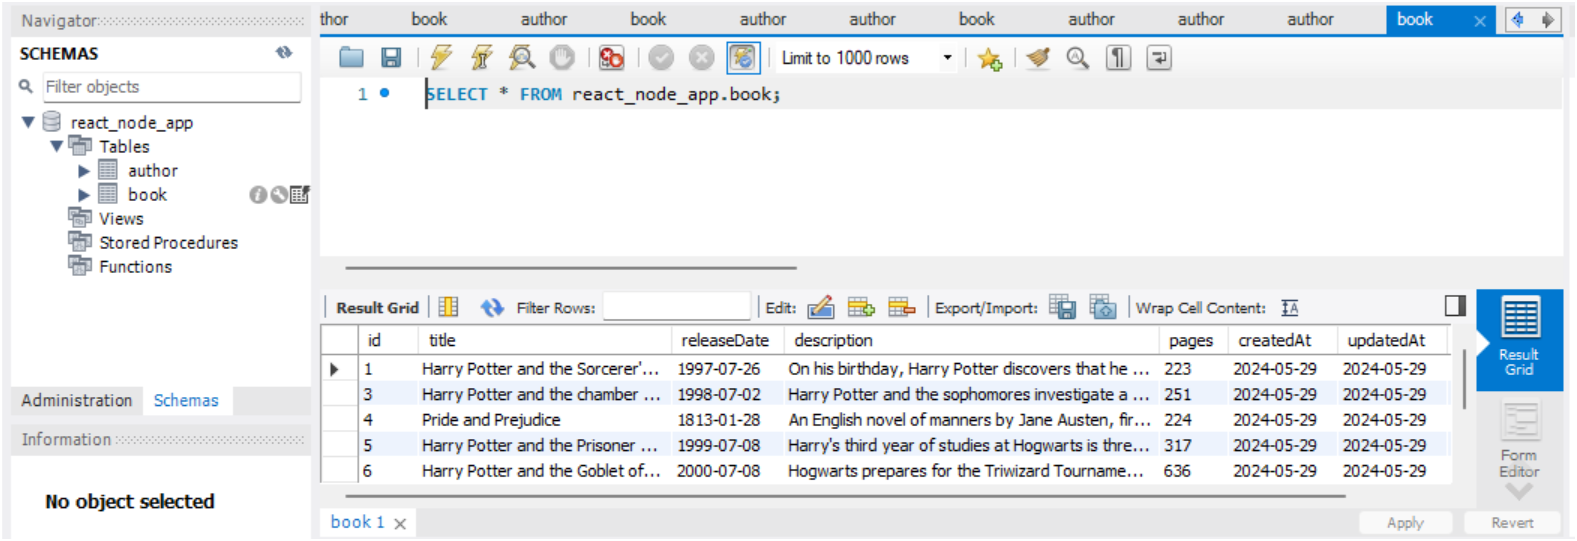 Navigator
SCHEMAS
Filter objects
react_node_app
Tables
author
book
Views
Stored Procedures
Functions
Administration Schemas
Information
No object selected
thor book author book author author book author author author book
Limit to 1000 rows
1 SELECT * FROM react_node_app.book;
Result Grid Filter Rows: Edit: Export/Import: Wrap Cell Content:
id title releaseDate description pages createdAt updatedAt
1 Harry Potter and the Sorcerer'... 1997-07-26 On his birthday, Harry Potter discovers that he ... 223 2024-05-29 2024-05-29
3 Harry Potter and the chamber ... 1998-07-02 Harry Potter and the sophomores investigate a ... 251 2024-05-29 2024-05-29
4 Pride and Prejudice 1813-01-28 An English novel of manners by Jane Austen, fir... 224 2024-05-29 2024-05-29
5 Harry Potter and the Prisoner ... 1999-07-08 Harry's third year of studies at Hogwarts is thre... 317 2024-05-29 2024-05-29
6 Harry Potter and the Goblet of... 2000-07-08 Hogwarts prepares for the Triwizard Tourname... 636 2024-05-29 2024-05-29
Result
Grid
Form
Editor
book 1
Apply Revert